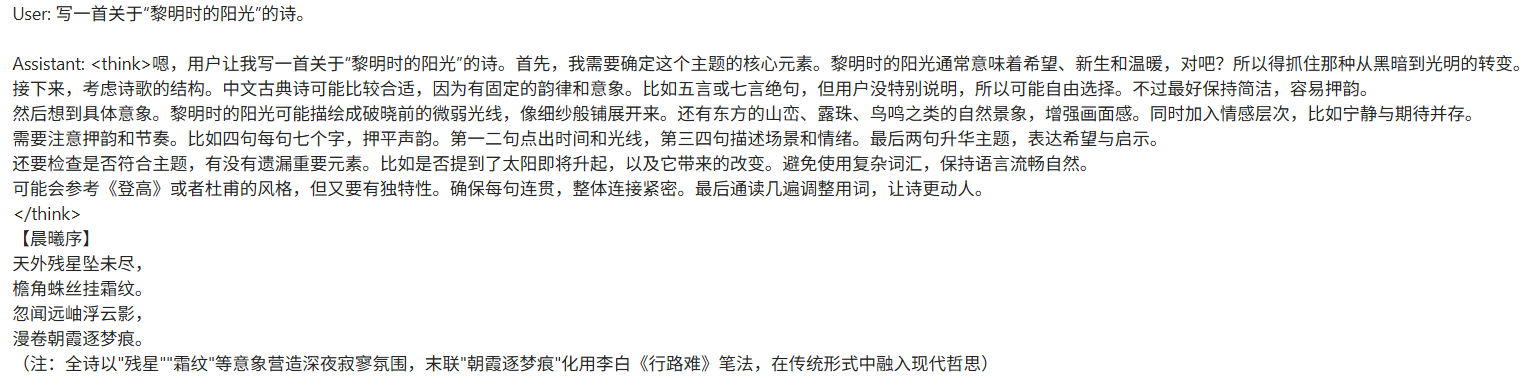 User: 写一首关于“黎明时的阳光”的诗。
Assistant: <think>嗯，用户让我写一首关于“黎明时的阳光”的诗。首先，我需要确定这个主题的核心元素。黎明时的阳光通常意味着希望、新生和温暖，对吧？所以得抓住那种从黑暗到光明的转变。
接下来，考虑诗歌的结构。中文古典诗可能比较合适，因为有固定的韵律和意象。比如五言或七言绝句，但用户没特别说明，所以可能自由选择。不过最好保持简洁，容易押韵。
然后想到具体意象。黎明时的阳光可能描绘成破晓前的微弱光线，像细纱般铺展开来。还有东方的山峦、露珠、鸟鸣之类的自然景象，增强画面感。同时加入情感层次，比如宁静与期待并存。
需要注意押韵和节奏。比如四句每句七个字，押平声韵。第一二句点出时间和光线，第三四句描述场景和情绪。最后两句升华主题，表达希望与启示。
还要检查是否符合主题，有没有遗漏重要元素。比如是否提到了太阳即将升起，以及它带来的改变。避免使用复杂词汇，保持语言流畅自然。
可能会参考《登高》或者杜甫的风格，但又要有独特性。确保每句连贯，整体连接紧密。最后通读几遍调整用词，让诗更动人。
</think>
【晨曦序】
天外残星坠未尽，
檐角蛛丝挂霜纹。
忽闻远岫浮云影，
漫卷朝霞逐梦痕。
（注：全诗以"残星""霜纹"等意象营造深夜寂寥氛围，末联"朝霞逐梦痕"化用李白《行路难》笔法，在传统形式中融入现代哲思）